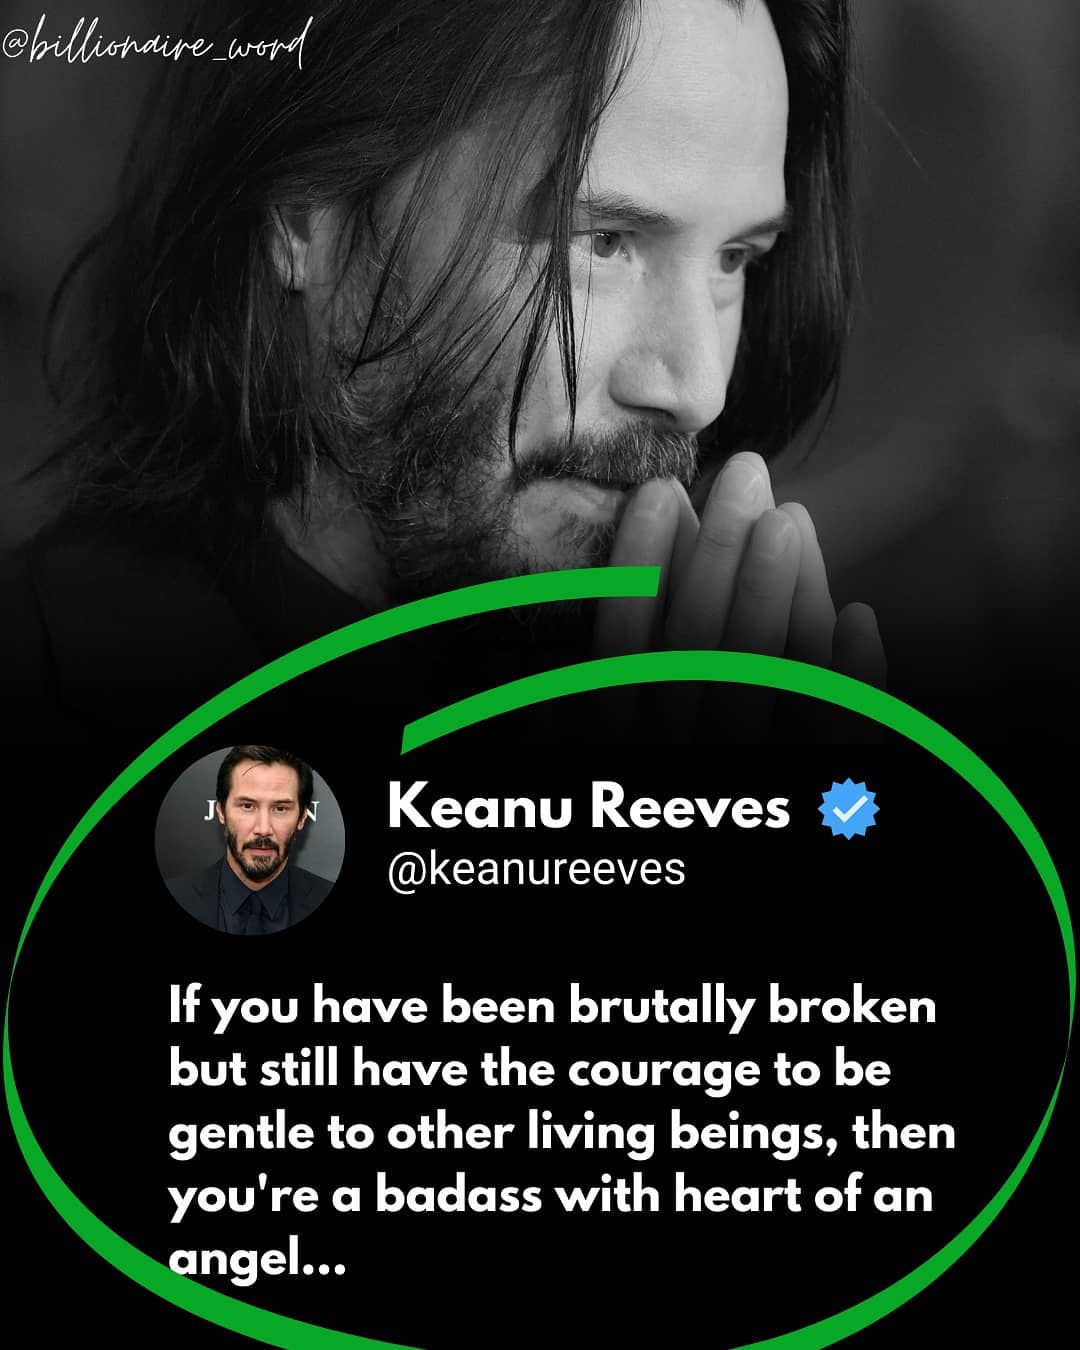 @billionaire_word
J N
Keanu Reeves
@keanureeves
If you have been brutally broken
but still have the courage to be
gentle to other living beings, then
you're a badass with heart of an
angel...